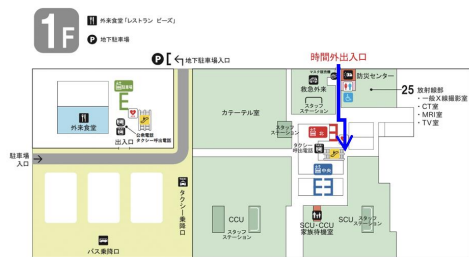 1F
外来食堂「レストラン ビーズ」
P 地下駐車場
P
地下駐車場入口
時間外出入口
防災センター
救急外来
スタッフ
ステーション
25 放射線部
・一般X線撮影室
・CT室
・MRI室
・TV室
カテーテル室
スタッフ
ステーション
タクシー
呼出電話
北
中央
E
外来食堂
出入口
公衆電話
タクシー呼出電話
駐車場
入口
タクシー乗降口
バス乗降口
CCU
スタッフ
ステーション
SCU・CCU
家族待機室
SCU
スタッフ
ステーション